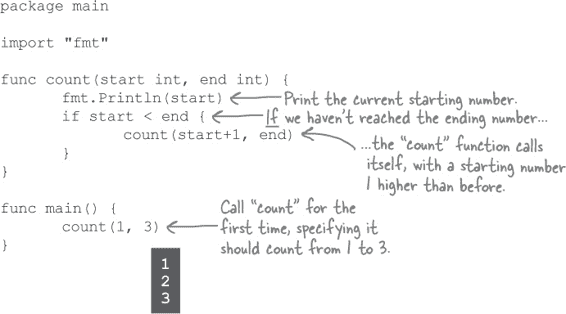 package main
import "fmt"
func count(start int, end int) {
fmt.Println(start) Print the current starting number.
if start < end { If we haven't reached the ending number...
count(start+1, end)
...the "count" function calls
itself, with a starting number
1 higher than before.
}
}
func main() {
count(1, 3)
}
Call "count" for the
first time, specifying it
should count from 1 to 3.
1
2
3